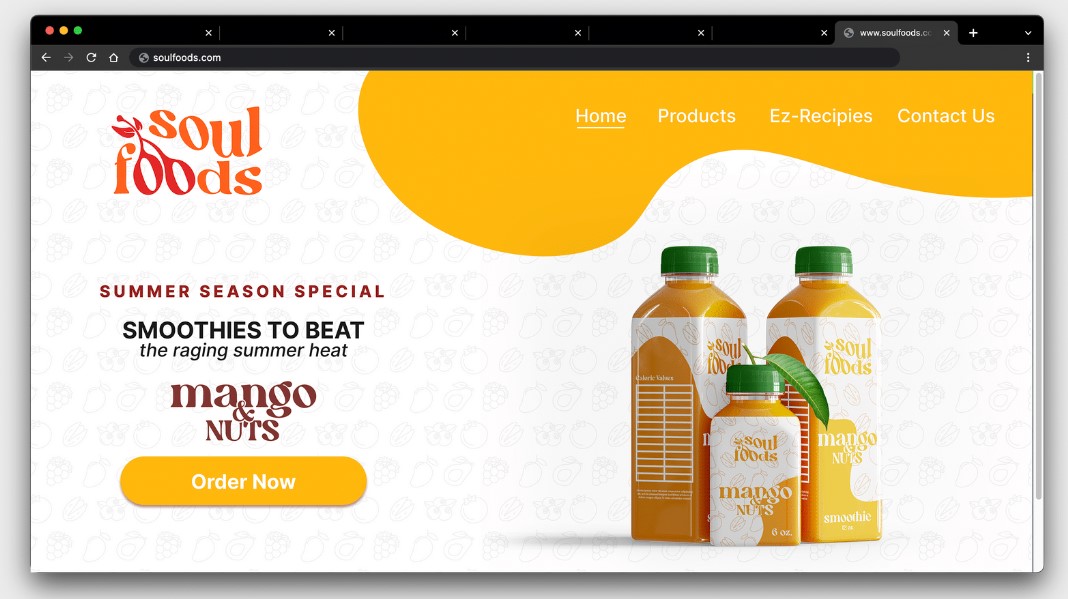 www.soulfoods.co
soulfoods.com
soul
foods
Home Products Ez-Recipies Contact Us
SUMMER SEASON SPECIAL
SMOOTHIES TO BEAT
the raging summer heat
mango
&
NUTS
Order Now
soul
foods
Caloric Values
soul
foods
mango
&
NUTS
smoothie
soul
foods
mango
&
NUTS
6 oz.